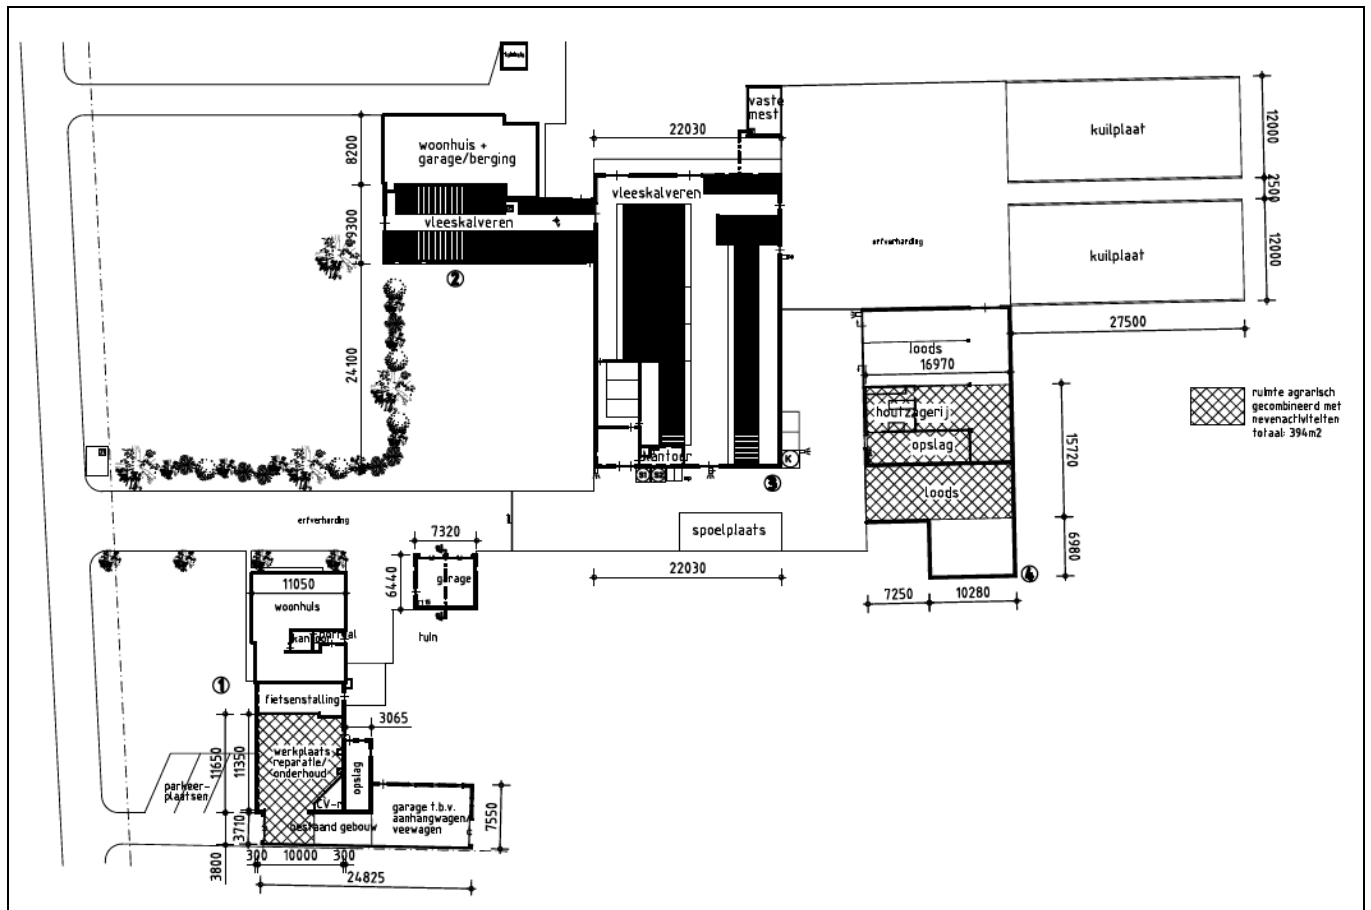 vaste
mest
22030
kuilplaat
12000
woonhuis +
garage/berging
8200
2500
vleeskalveren
vleeskalveren
9300
②
erfverharding
kuilplaat
12000
27500
24100
loods
16970
ruimte agrarisch
gecombineerd met
nevenactiviteiten
totaal: 394m2
houtzagerij
opslag
15720
K
③
loods
erfverharding
spoelplaats
7320
garage
6440
22030
6980
④
7250
10280
11050
woonhuis
kantoor
tuin
①
fietsenstalling
3065
11650
11350
werkplaats
reparatie/
onderhoud
opslag
parkeer-
plaatsen
CV-r
garage t.b.v.
aanhangwagen/
veewagen
7550
bestaand gebouw
3710
3800
300
10000
300
24825